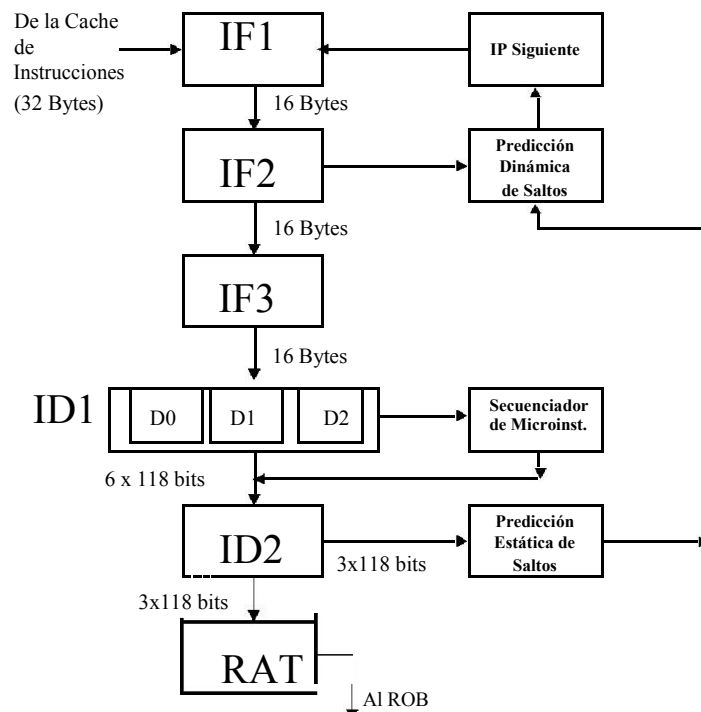 De la Cache
de
Instrucciones
(32 Bytes)
IF1
IP Siguiente
16 Bytes
IF2
Predicción
Dinámica
de Saltos
16 Bytes
IF3
16 Bytes
ID1
D0
D1
D2
Secuenciador
de Microinst.
6 x 118 bits
ID2
Predicción
Estática de
Saltos
3x118 bits
3x118 bits
RAT
Al ROB